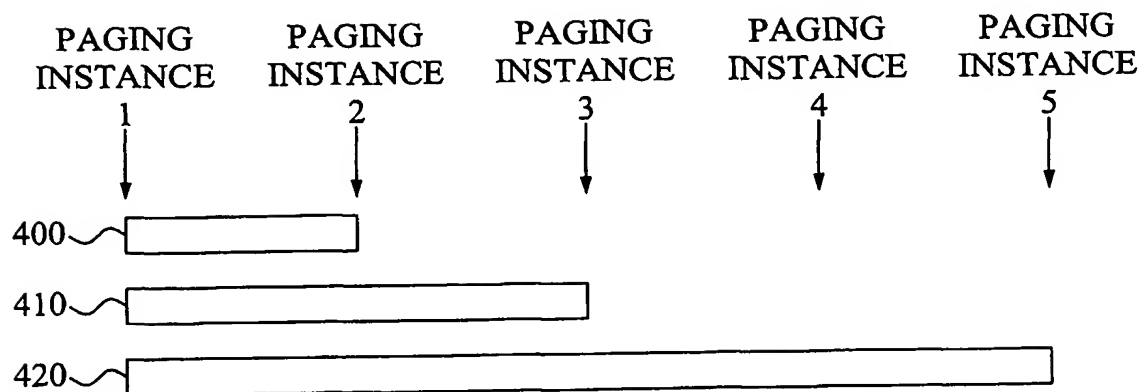 PAGING INSTANCE 1
PAGING INSTANCE 2
PAGING INSTANCE 3
PAGING INSTANCE 4
PAGING INSTANCE 5
400
410
420